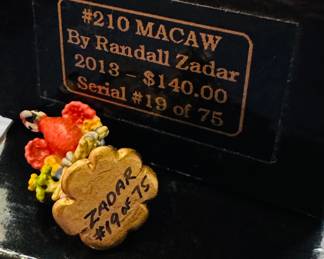 #210 MACAW
By Randall Zadar
2013 – $140.00
Serial #19 of 75
ZADAR
#19 of 75